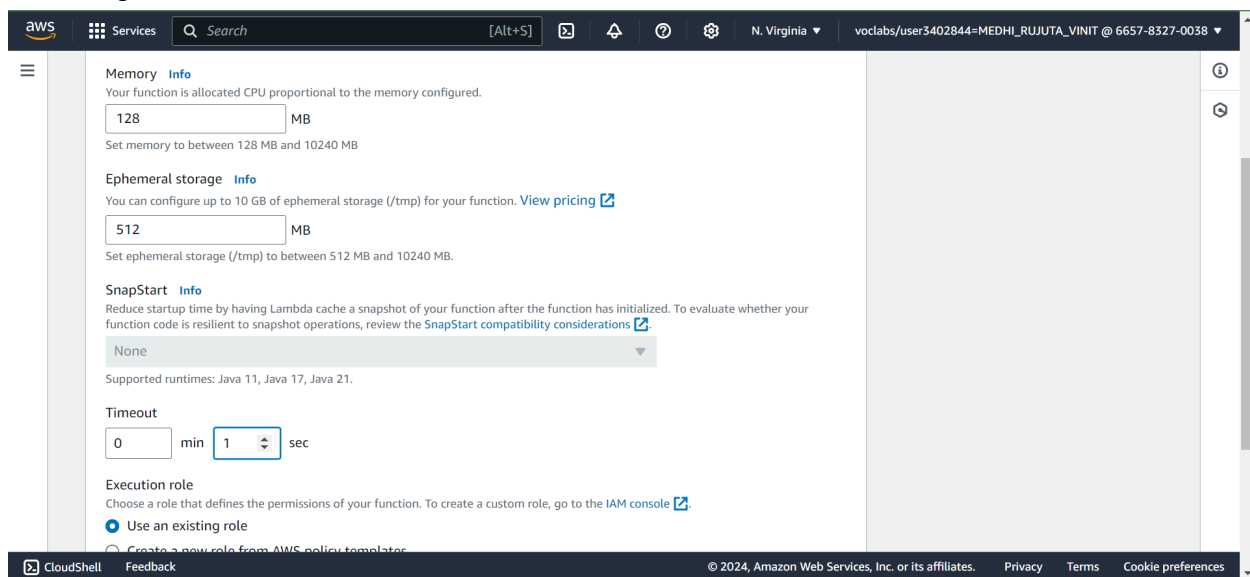 aws Services Search [Alt+S] N. Virginia ▼ voclabs/user3402844=MEDHI_RUJUTA_VINIT @ 6657-8327-0038 ▼
Memory Info
Your function is allocated CPU proportional to the memory configured.
128 MB
Set memory to between 128 MB and 10240 MB
Ephemeral storage Info
You can configure up to 10 GB of ephemeral storage (/tmp) for your function. View pricing
512 MB
Set ephemeral storage (/tmp) to between 512 MB and 10240 MB.
SnapStart Info
Reduce startup time by having Lambda cache a snapshot of your function after the function has initialized. To evaluate whether your
function code is resilient to snapshot operations, review the SnapStart compatibility considerations.
None
Supported runtimes: Java 11, Java 17, Java 21.
Timeout
0 min 1 sec
Execution role
Choose a role that defines the permissions of your function. To create a custom role, go to the IAM console.
Use an existing role
Create a new role from AWS policy templates
CloudShell Feedback © 2024, Amazon Web Services, Inc. or its affiliates. Privacy Terms Cookie preferences